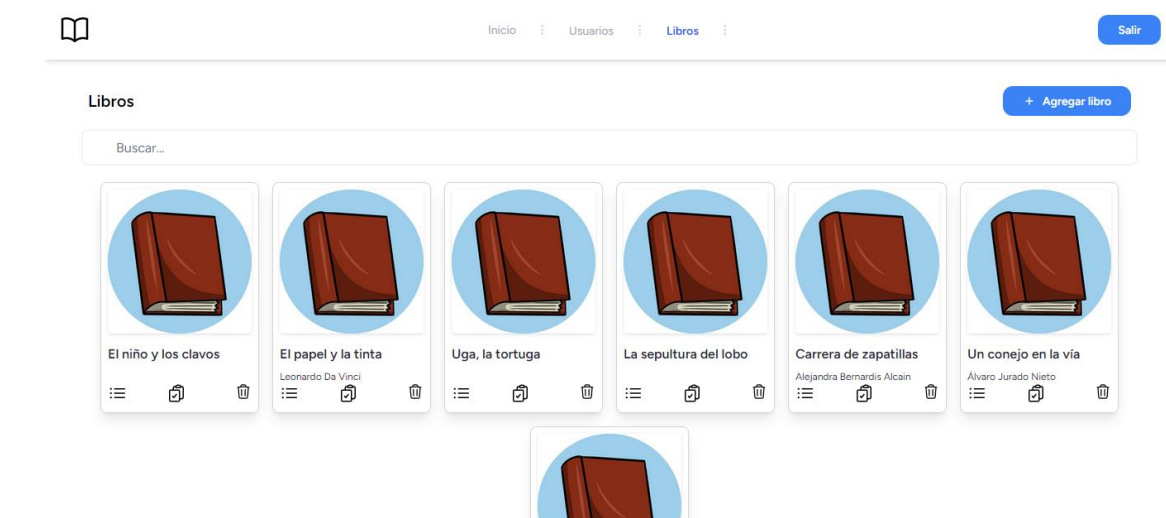 Inicio Usuarios Libros Salir
Libros + Agregar libro
Buscar...
El niño y los clavos El papel y la tinta Uga, la tortuga La sepultura del lobo Carrera de zapatillas Un conejo en la vía
Leonardo Da Vinci Alejandra Bernardis Alcain Álvaro Jurado Nieto